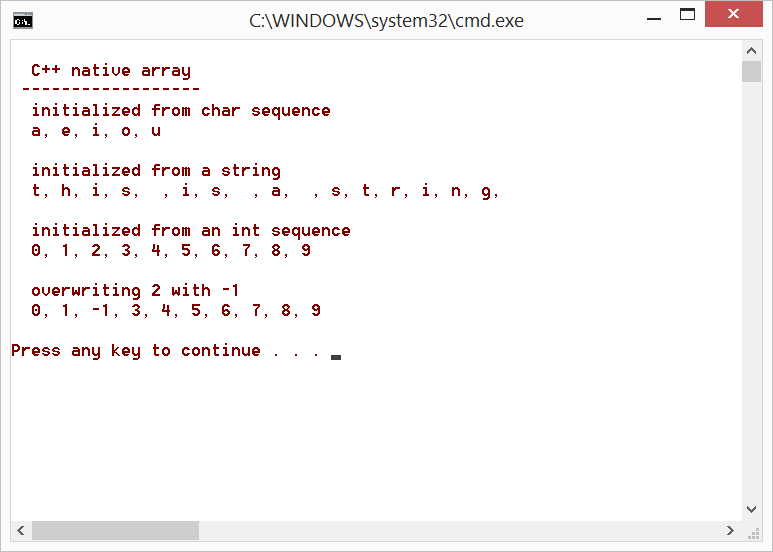 C:\WINDOWS\system32\cmd.exe
C++ native array
------------------
initialized from char sequence
a, e, i, o, u
initialized from a string
t, h, i, s,  , i, s,  , a,  , s, t, r, i, n, g,
initialized from an int sequence
0, 1, 2, 3, 4, 5, 6, 7, 8, 9
overwriting 2 with -1
0, 1, -1, 3, 4, 5, 6, 7, 8, 9
Press any key to continue . . .